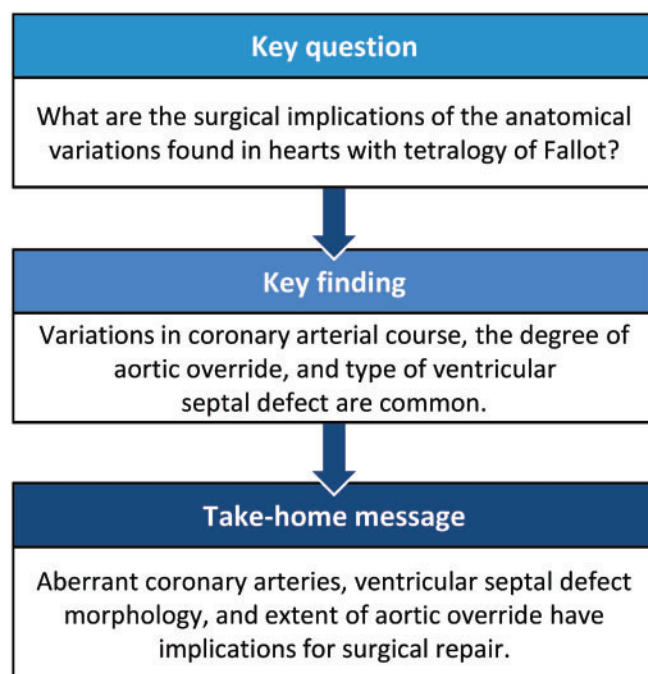 Key question
What are the surgical implications of the anatomical
variations found in hearts with tetralogy of Fallot?
Key finding
Variations in coronary arterial course, the degree of
aortic override, and type of ventricular
septal defect are common.
Take-home message
Aberrant coronary arteries, ventricular septal defect
morphology, and extent of aortic override have
implications for surgical repair.